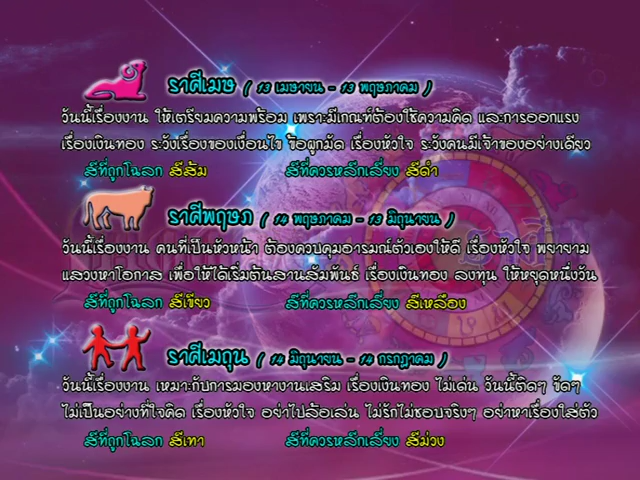 ราศีเมษ ( 13 เมษายน - 13 พฤษภาคม )
วันนี้เรื่องงาน ให้เตรียมความพร้อม เพราะมีเกณฑ์ต้องใช้ความคิด และการออกแรง
เรื่องเงินทอง ระวังเรื่องของเงื่อนไข ข้อผูกมัด เรื่องหัวใจ ระวังคนมีเจ้าของอย่างเดียว
สีที่ถูกโฉลก สีส้ม สีที่ควรหลีกเลี่ยง สีดำ
ราศีพฤษภ ( 14 พฤษภาคม - 13 มิถุนายน )
วันนี้เรื่องงาน คนที่เป็นหัวหน้า ต้องควบคุมอารมณ์ตัวเองให้ดี เรื่องหัวใจ พยายาม
แสวงหาโอกาส เพื่อให้ได้เริ่มต้นสานสัมพันธ์ เรื่องเงินทอง ลงทุน ให้หยุดหนึ่งวัน
สีที่ถูกโฉลก สีเขียว สีที่ควรหลีกเลี่ยง สีเหลือง
ราศีเมถุน ( 14 มิถุนายน - 14 กรกฎาคม )
วันนี้เรื่องงาน เหมาะกับการมองหางานเสริม เรื่องเงินทอง ไม่เด่น วันนี้ติดๆ ขัดๆ
ไม่เป็นอย่างที่ใจคิด เรื่องหัวใจ อย่าไปล้อเล่น ไม่รักไม่ชอบจริงๆ อย่าหาเรื่องใส่ตัว
สีที่ถูกโฉลก สีเทา สีที่ควรหลีกเลี่ยง สีม่วง